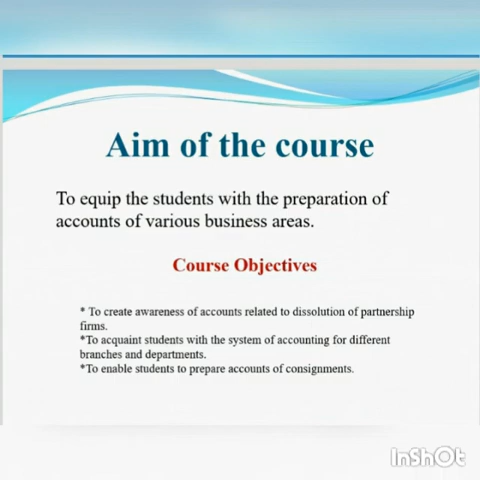 Aim of the course
To equip the students with the preparation of
accounts of various business areas.
Course Objectives
* To create awareness of accounts related to dissolution of partnership
firms.
*To acquaint students with the system of accounting for different
branches and departments.
*To enable students to prepare accounts of consignments.
InShOt